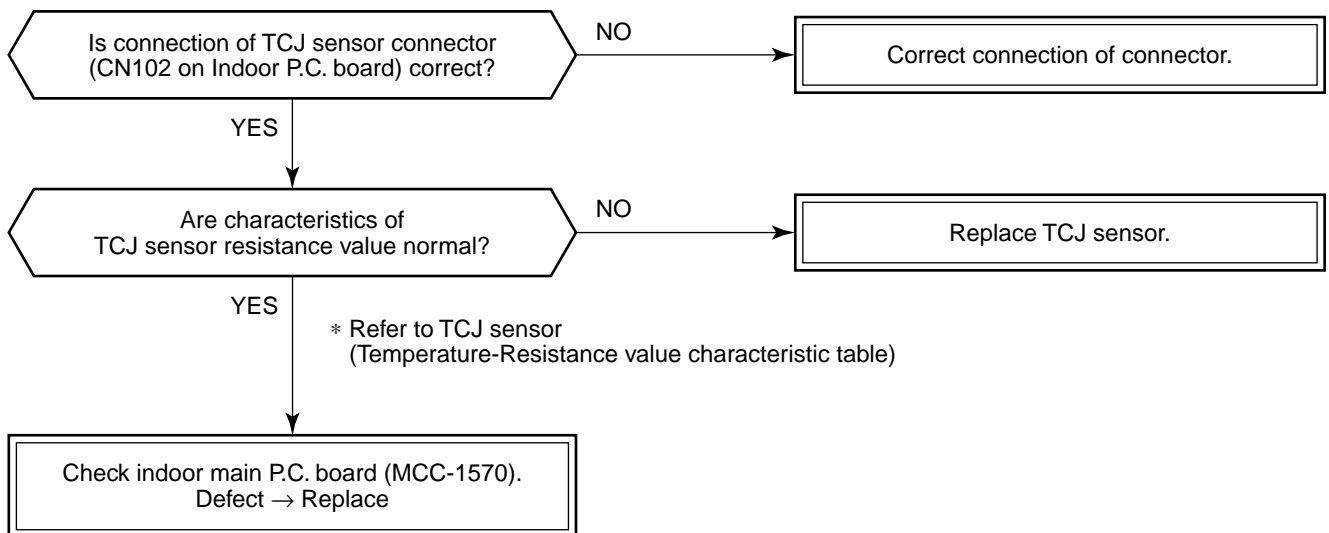 Is connection of TCJ sensor connector
(CN102 on Indoor P.C. board) correct?
NO
Correct connection of connector.
YES
Are characteristics of
TCJ sensor resistance value normal?
NO
Replace TCJ sensor.
YES
* Refer to TCJ sensor
(Temperature-Resistance value characteristic table)
Check indoor main P.C. board (MCC-1570).
Defect → Replace